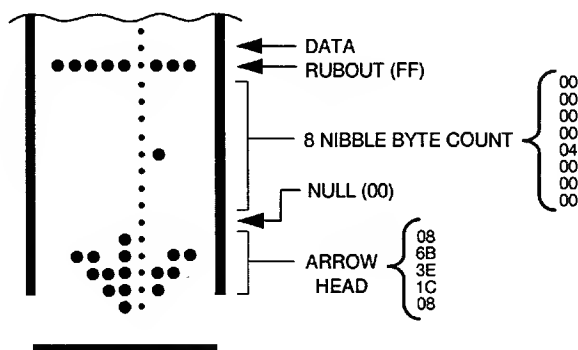 DATA
RUBOUT (FF)
8 NIBBLE BYTE COUNT
00
00
00
00
04
00
00
00
NULL (00)
ARROW
HEAD
08
6B
3E
1C
08